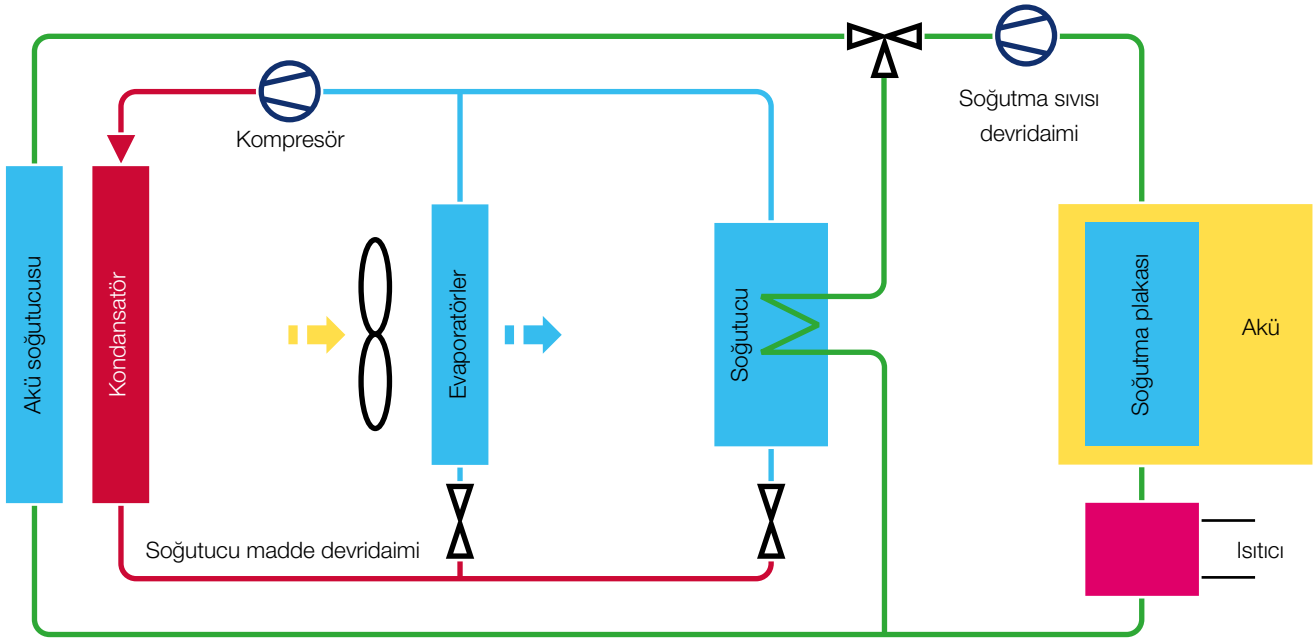 Soğutma sıvısı
devridaimi
Kompresör
Akü soğutucusu
Kondansatör
Evaporatörler
Soğutucu
Soğutma plakası
Akü
Soğutucu madde devridaimi
Isıtıcı